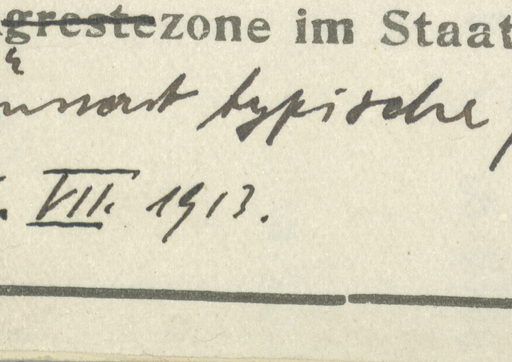 grestezone im Staat
typische
VII. 1913.